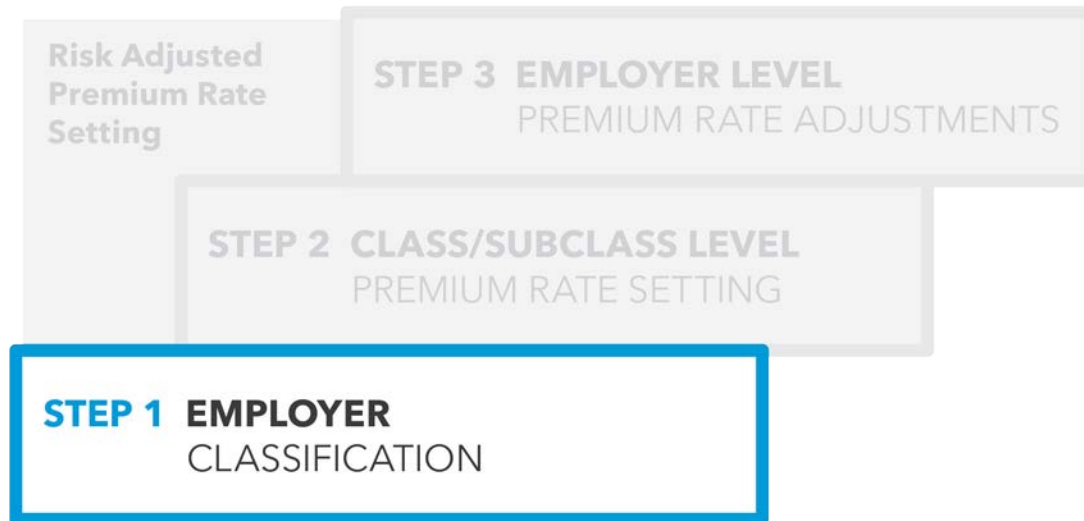 Risk Adjusted
Premium Rate
Setting
STEP 3 EMPLOYER LEVEL
PREMIUM RATE ADJUSTMENTS
STEP 2 CLASS/SUBCLASS LEVEL
PREMIUM RATE SETTING
STEP 1 EMPLOYER
CLASSIFICATION